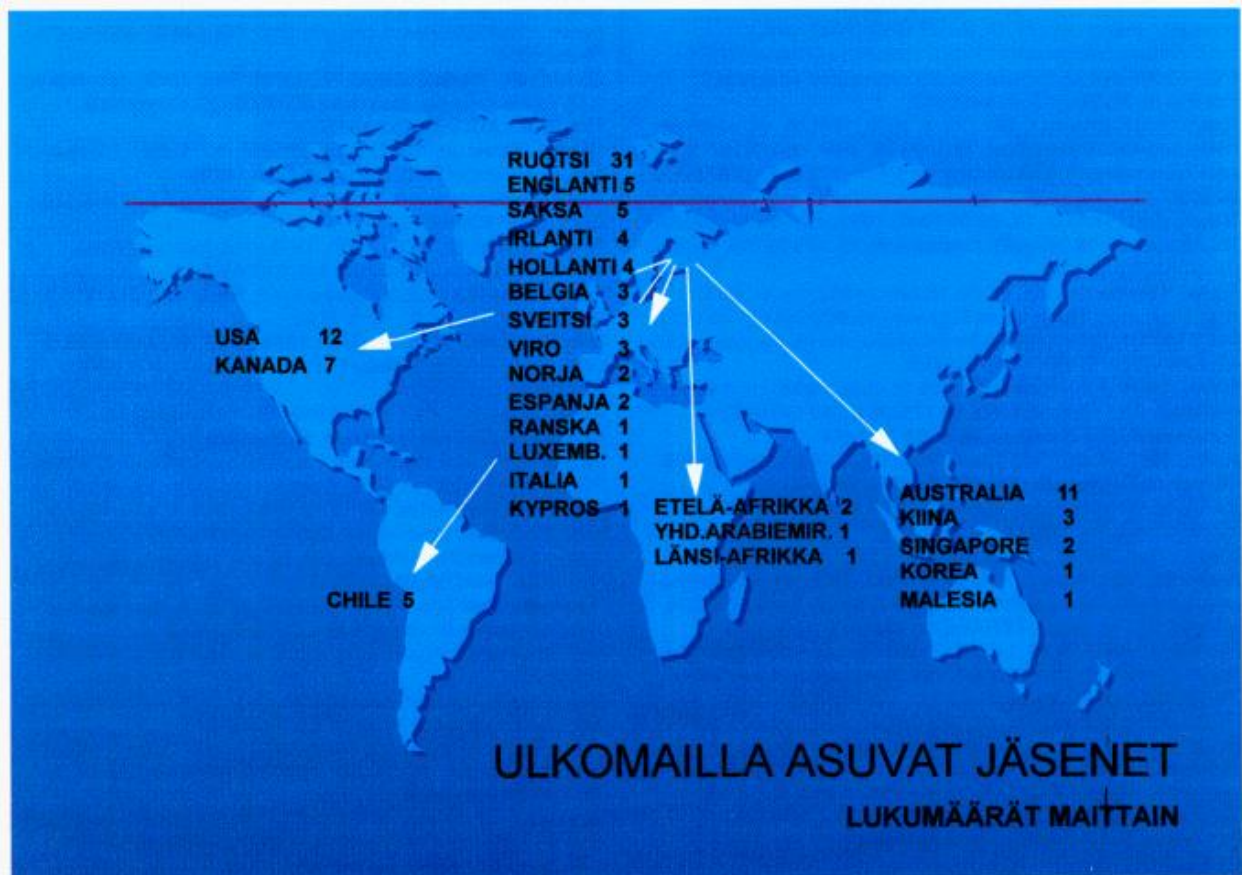 RUOTSI 31
ENGLANTI 5
SAKSA 5
IRLANTI 4
HOLLANTI 4
BELGIA 3
SVEITSI 3
VIRO 3
NORJA 2
ESPANJA 2
RANSKA 1
LUXEMB. 1
ITALIA 1
KYPROS 1
USA 12
KANADA 7
CHILE 5
ETELÄ-AFRIKKA 2
YHD.ARABIEMIR. 1
LÄNSI-AFRIKKA 1
AUSTRALIA 11
KIINA 3
SINGAPORE 2
KOREA 1
MALESIA 1
ULKOMAILLA ASUVAT JÄSENET
LUKUMÄÄRÄT MAITTAIN